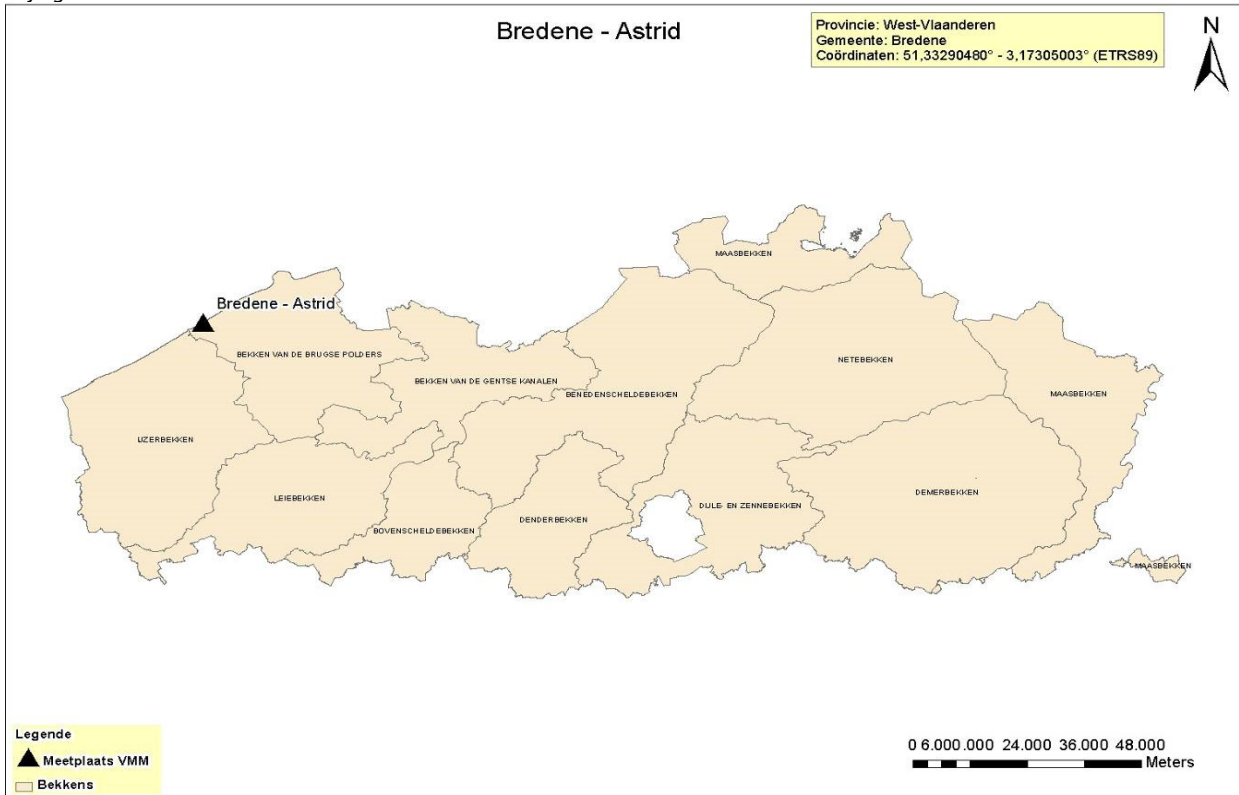 Bredene - Astrid
Provincie: West-Vlaanderen
Gemeente: Bredene
Coördinaten: 51,33290480° - 3,17305003° (ETRS89)
N
MAASBEKKEN
Bredene - Astrid
BEKKEN VAN DE BRUGSE POLDERS
NETEBEKKEN
BEKKEN VAN DE GENTSE KANALEN
BENEDENSCHELDEBEKKEN
MAASBEKKEN
IJZERBEKKEN
LEIEBEKKEN
DEMERBEKKEN
DIJLE- EN ZENNEBEKKEN
DENDERBEKKEN
BOVENSCHELDEBEKKEN
MAASBEKKEN
Legende
Meetplaats VMM
Bekkens
0 6.000.000 24.000 36.000 48.000
Meters